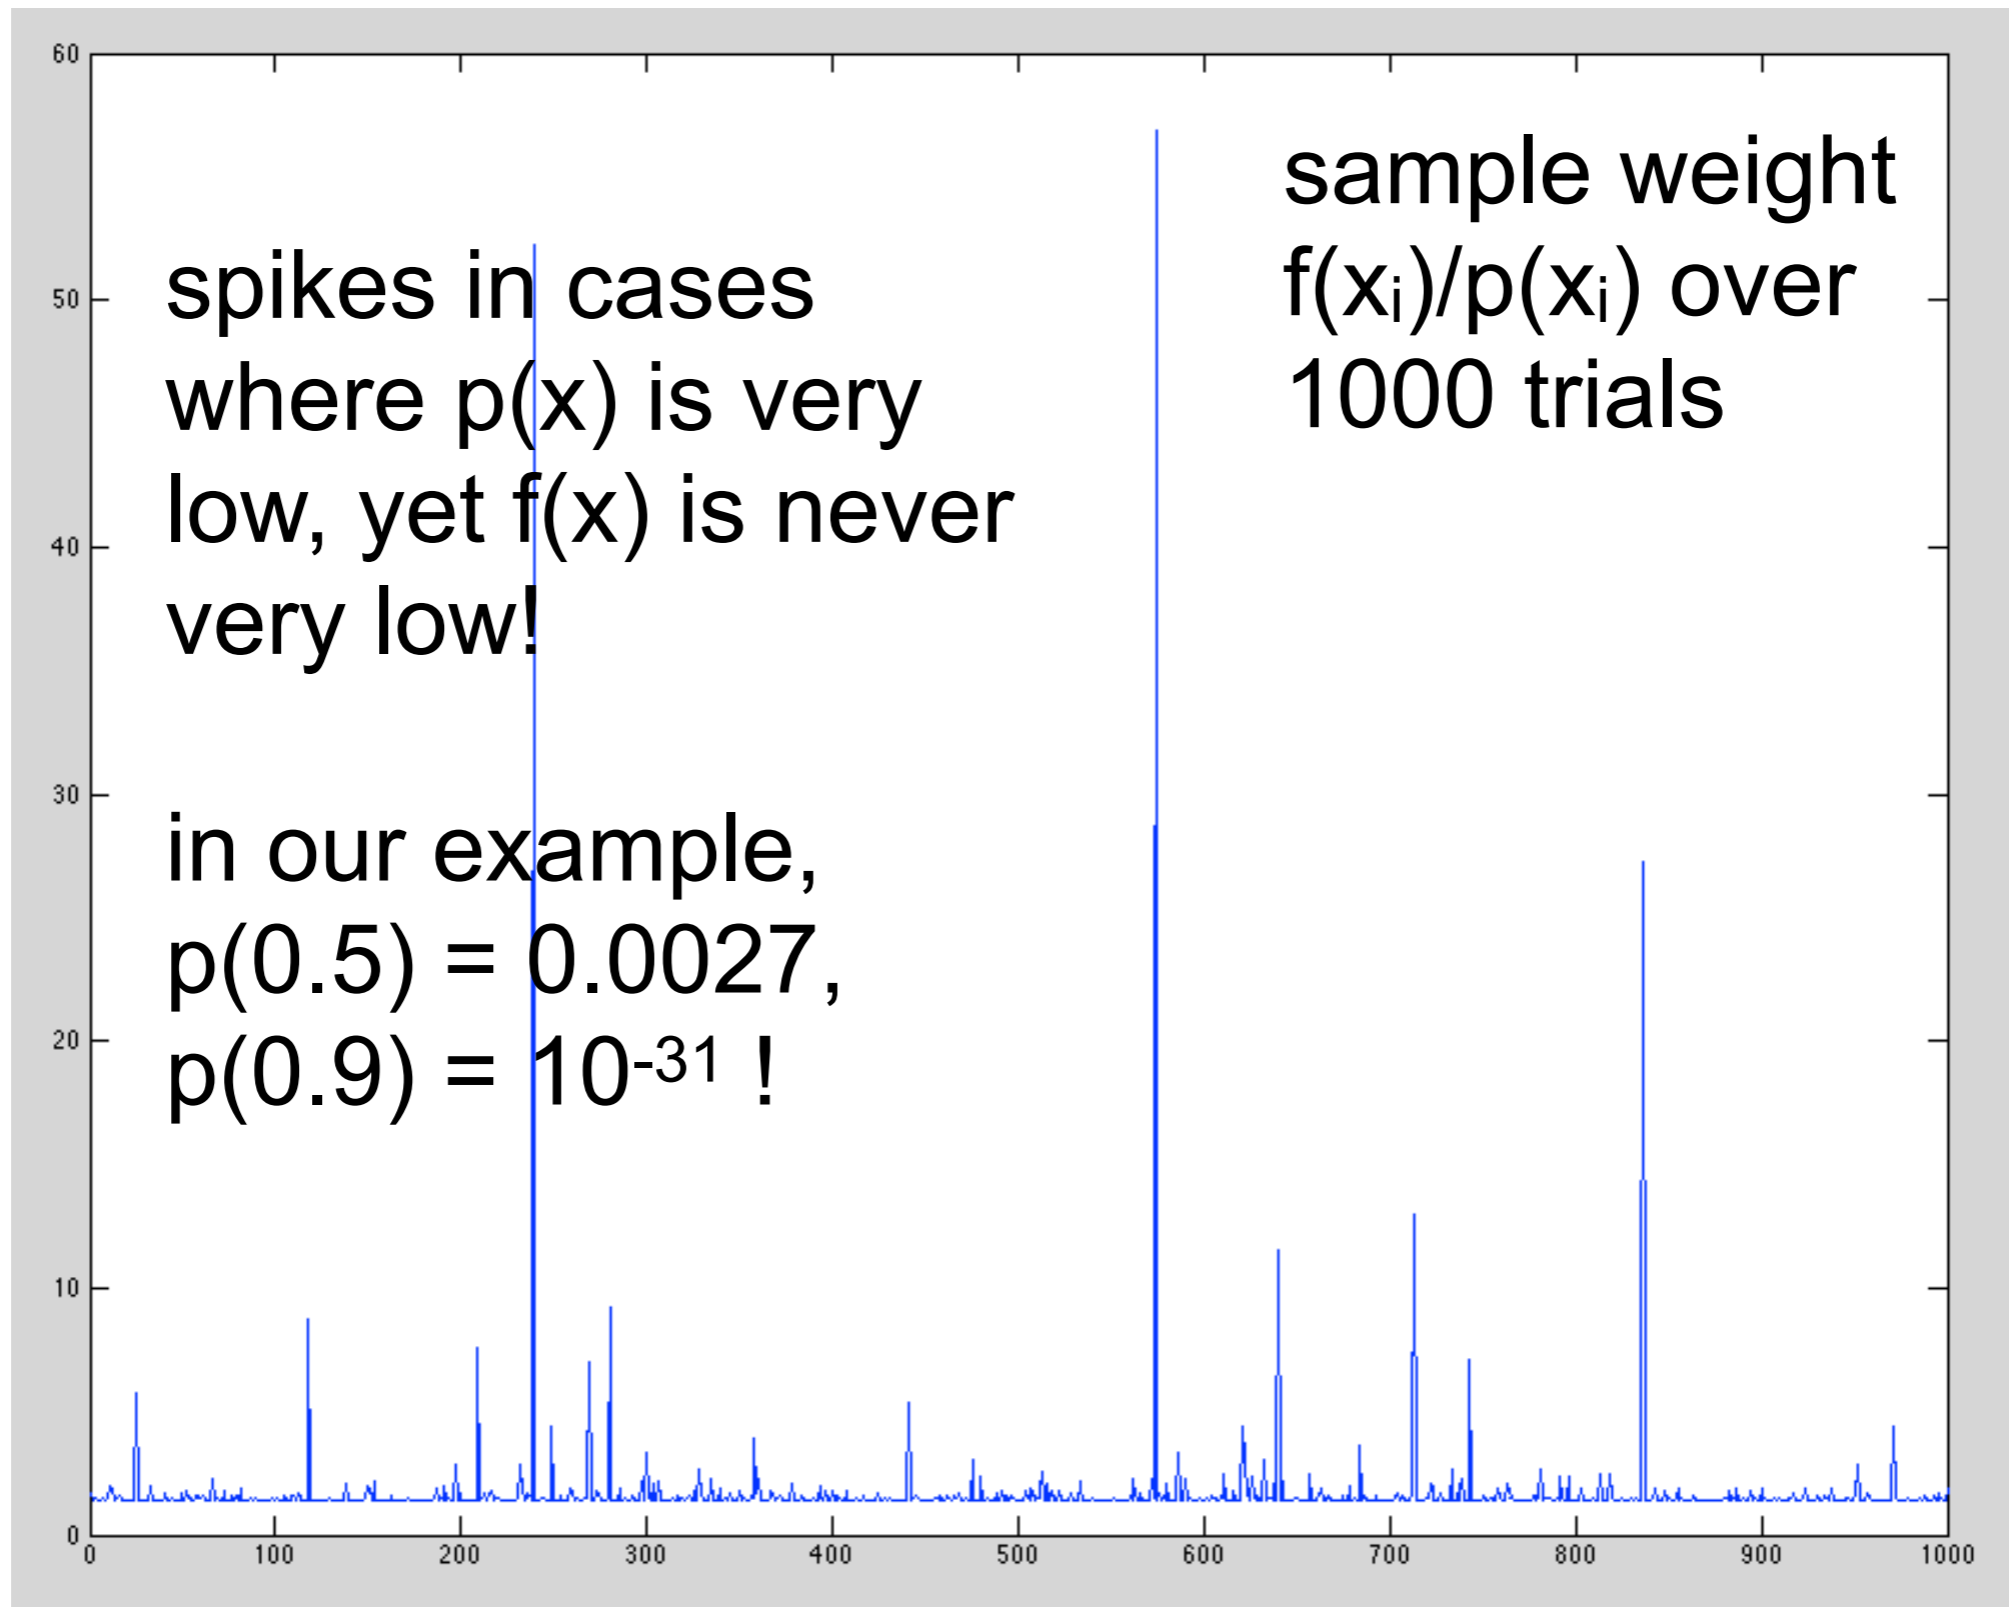 60
50
40
30
20
10
0
spikes in cases
where p(x) is very
low, yet f(x) is never
very low!
in our example,
p(0.5) = 0.0027,
p(0.9) = 10⁻³¹ !
sample weight
f(xᵢ)/p(xᵢ) over
1000 trials
0 100 200 300 400 500 600 700 800 900 1000